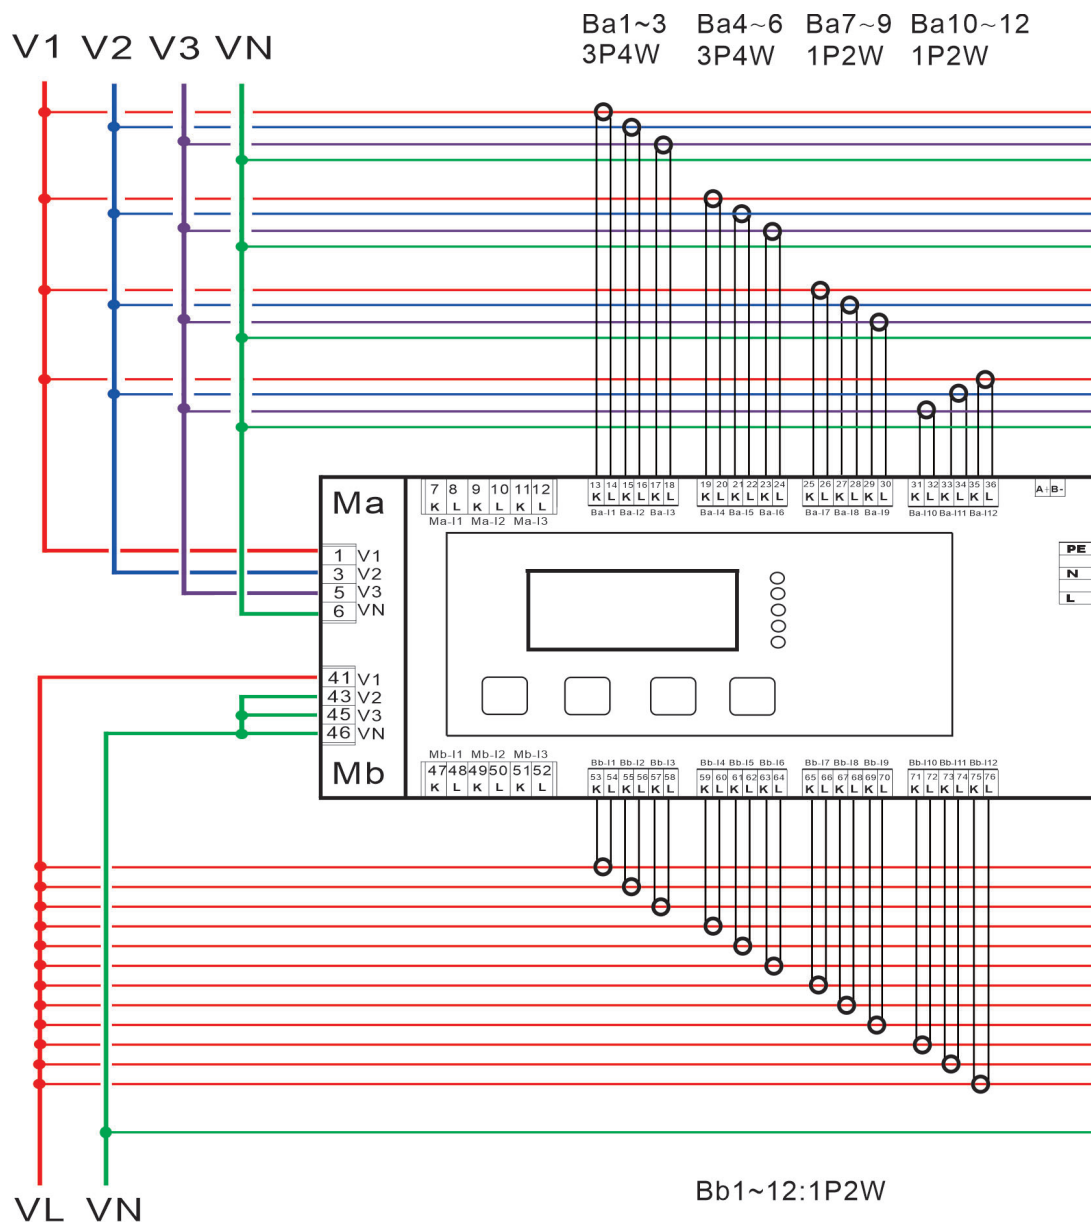 Ba1~3 Ba4~6 Ba7~9 Ba10~12
3P4W 3P4W 1P2W 1P2W
V1 V2 V3 VN
Ma
7 8 9 10 11 12
K L K L K L
Ma-I1 Ma-I2 Ma-I3
13 14 15 16 17 18
K L K L K L
Ba-I1 Ba-I2 Ba-I3
19 20 21 22 23 24
K L K L K L
Ba-I4 Ba-I5 Ba-I6
25 26 27 28 29 30
K L K L K L
Ba-I7 Ba-I8 Ba-I9
31 32 33 34 35 36
K L K L K L
Ba-I10 Ba-I11 Ba-I12
A+ B-
PE
N
L
1 V1
3 V2
5 V3
6 VN
41 V1
43 V2
45 V3
46 VN
Mb
Mb-I1 Mb-I2 Mb-I3
47 48 49 50 51 52
K L K L K L
Bb-I1 Bb-I2 Bb-I3
53 54 55 56 57 58
K L K L K L
Bb-I4 Bb-I5 Bb-I6
59 60 61 62 63 64
K L K L K L
Bb-I7 Bb-I8 Bb-I9
65 66 67 68 69 70
K L K L K L
Bb-I10 Bb-I11 Bb-I12
71 72 73 74 75 76
K L K L K L
Bb1~12:1P2W
VL VN